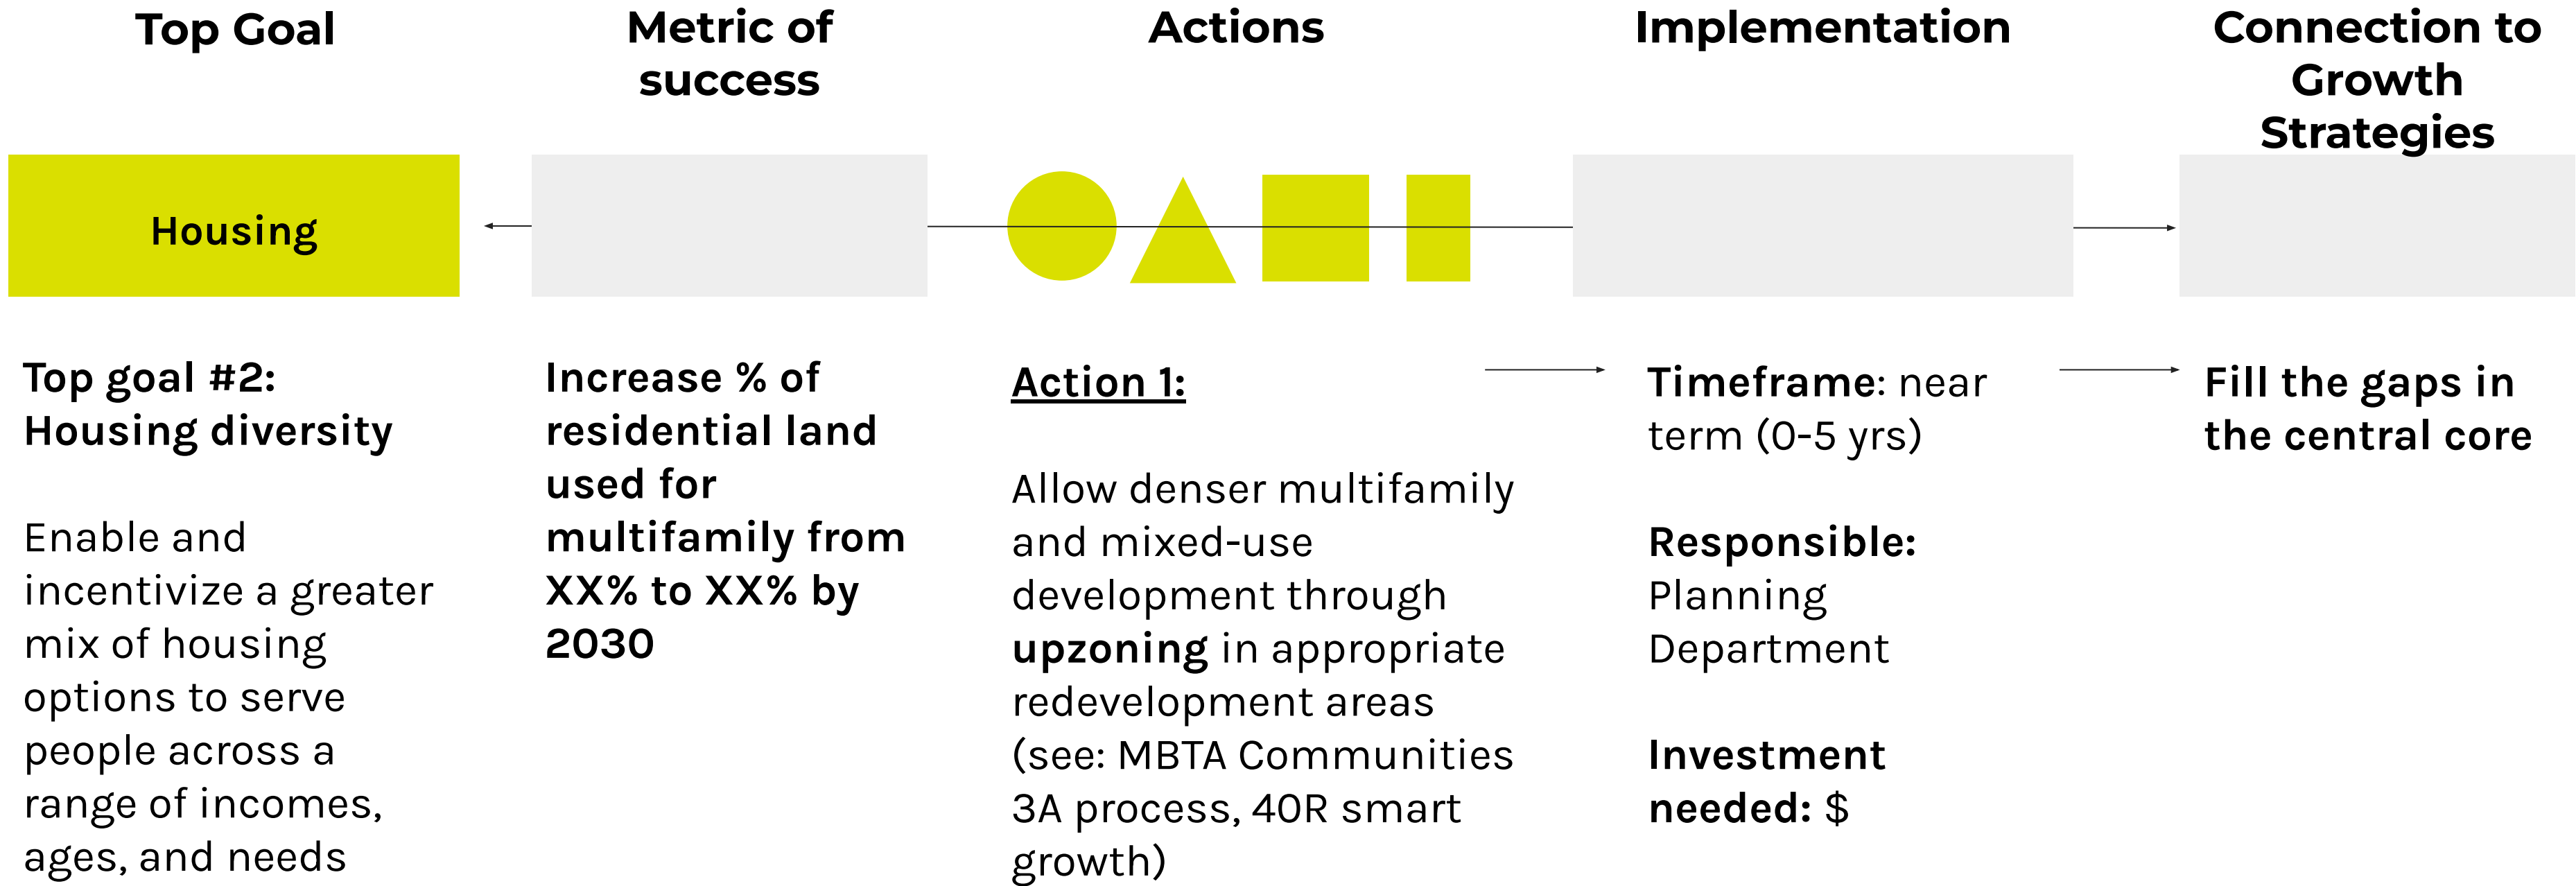 Top Goal
Metric of
success
Actions
Implementation
Connection to
Growth
Strategies
Housing
Top goal #2:
Housing diversity
Enable and
incentivize a greater
mix of housing
options to serve
people across a
range of incomes,
ages, and needs
Increase % of
residential land
used for
multifamily from
XX% to XX% by
2030
Action 1:
Allow denser multifamily
and mixed-use
development through
upzoning in appropriate
redevelopment areas
(see: MBTA Communities
3A process, 40R smart
growth)
Timeframe: near
term (0-5 yrs)
Responsible:
Planning
Department
Investment
needed: $
Fill the gaps in
the central core